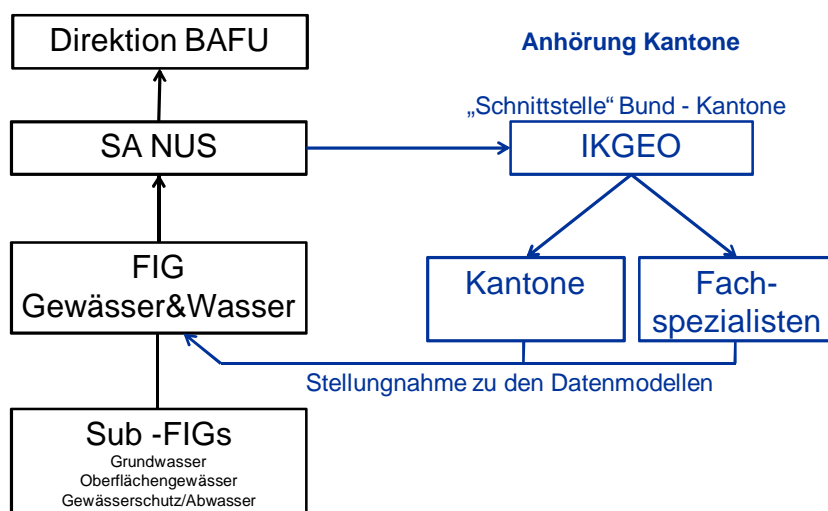 Direktion BAFU
Anhörung Kantone
„Schnittstelle“ Bund - Kantone
SA NUS
IKGEO
FIG
Gewässer&Wasser
Kantone
Fach-
spezialisten
Stellungnahme zu den Datenmodellen
Sub -FIGs
Grundwasser
Oberflächengewässer
Gewässerschutz/Abwasser